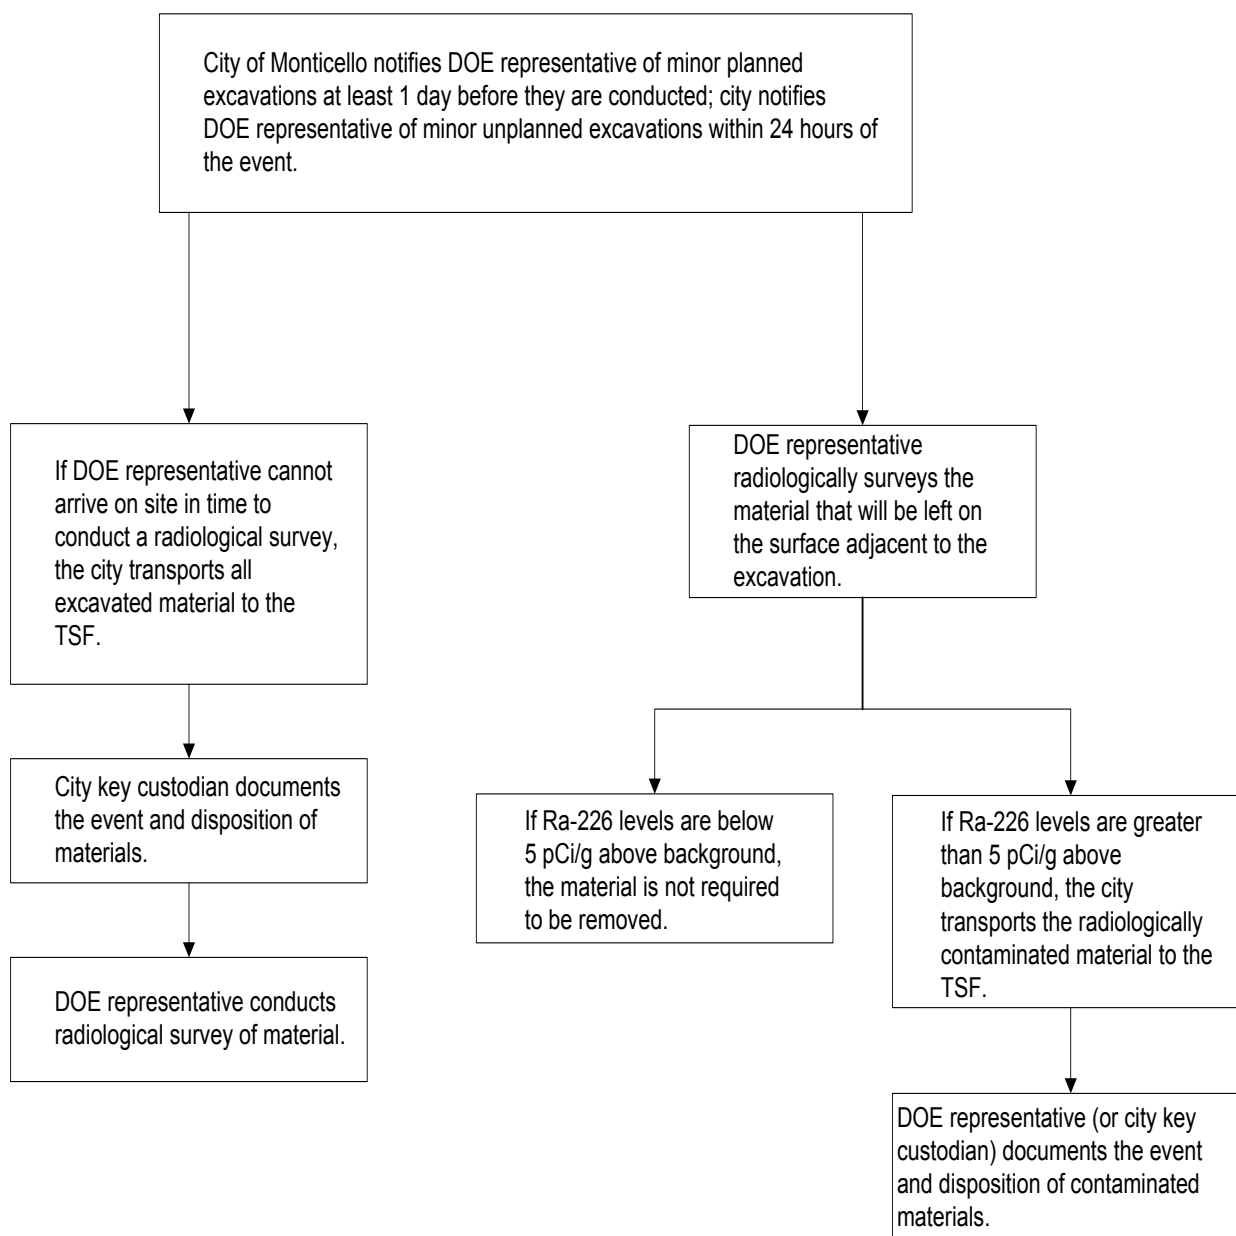 City of Monticello notifies DOE representative of minor planned
excavations at least 1 day before they are conducted; city notifies
DOE representative of minor unplanned excavations within 24 hours of
the event.
If DOE representative cannot
arrive on site in time to
conduct a radiological survey,
the city transports all
excavated material to the
TSF.
City key custodian documents
the event and disposition of
materials.
DOE representative conducts
radiological survey of material.
DOE representative
radiologically surveys the
material that will be left on
the surface adjacent to the
excavation.
If Ra-226 levels are below
5 pCi/g above background,
the material is not required
to be removed.
If Ra-226 levels are greater
than 5 pCi/g above
background, the city
transports the radiologically
contaminated material to the
TSF.
DOE representative (or city key
custodian) documents the event
and disposition of contaminated
materials.